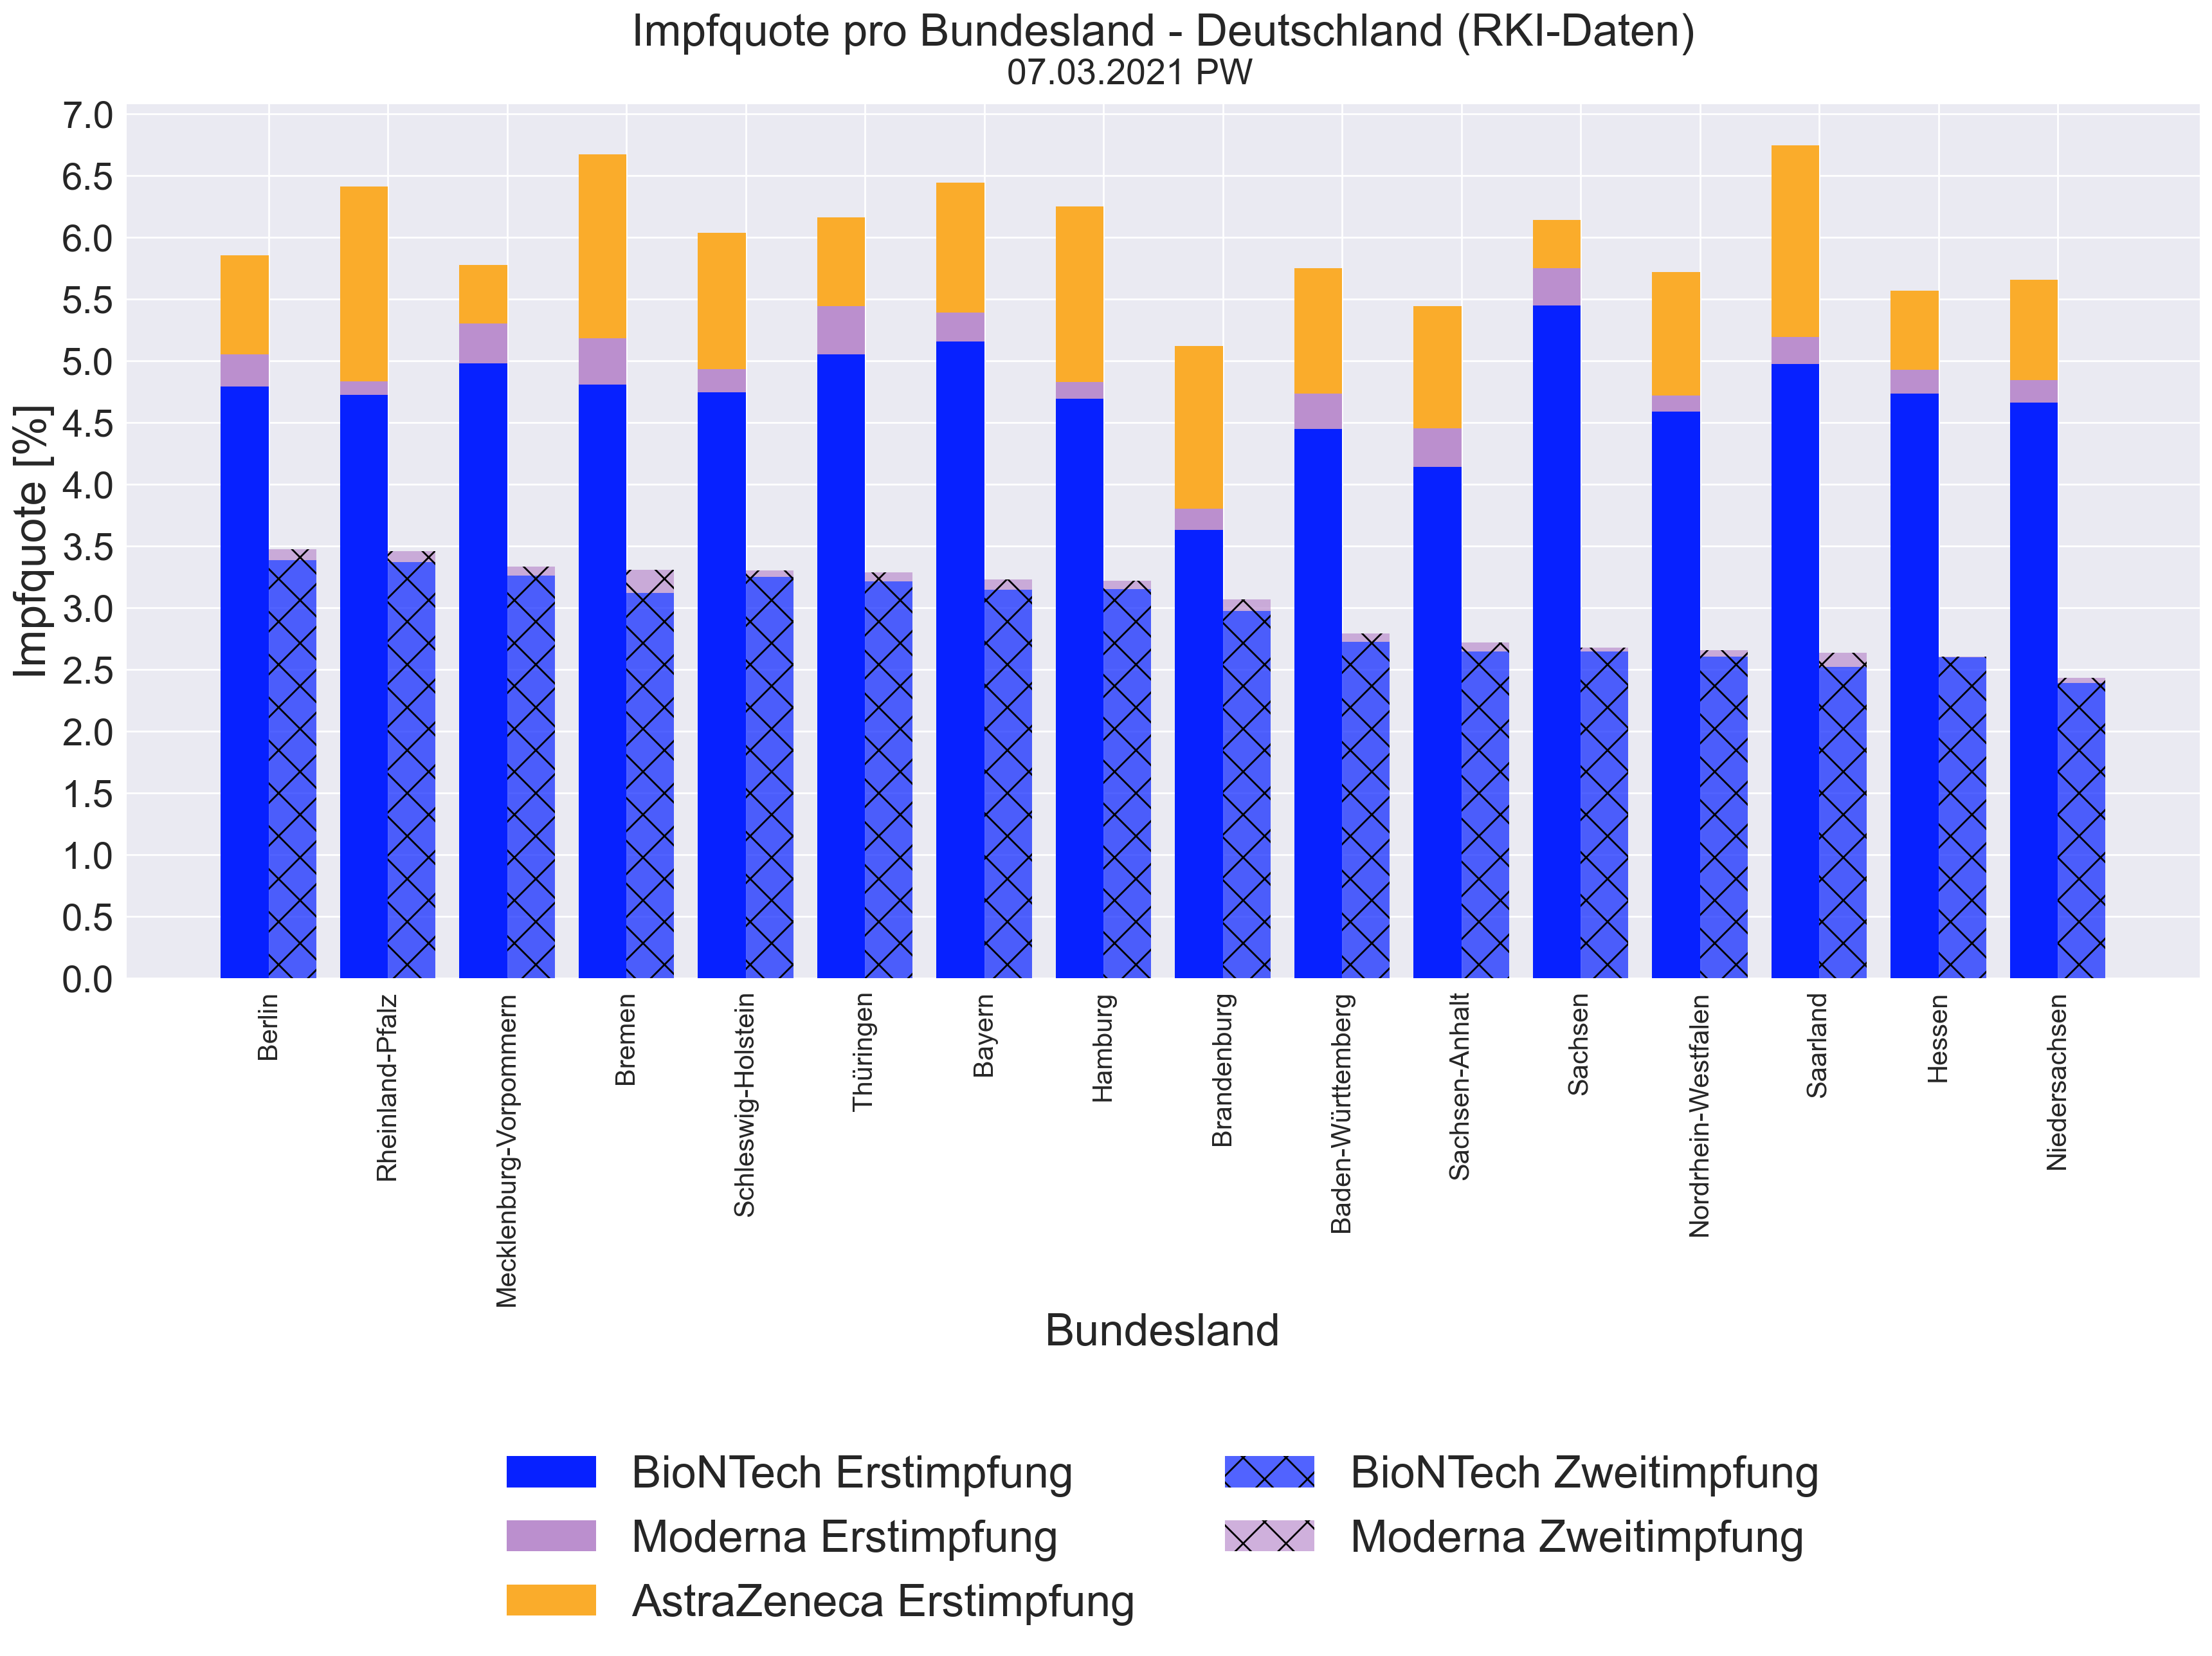 Impfquote pro Bundesland - Deutschland (RKI-Daten)
07.03.2021 PW
Impfquote [%]
7.0
6.5
6.0
5.5
5.0
4.5
4.0
3.5
3.0
2.5
2.0
1.5
1.0
0.5
0.0
Berlin
Rheinland-Pfalz
Mecklenburg-Vorpommern
Bremen
Schleswig-Holstein
Thüringen
Bayern
Hamburg
Brandenburg
Baden-Württemberg
Sachsen-Anhalt
Sachsen
Nordrhein-Westfalen
Saarland
Hessen
Niedersachsen
Bundesland
BioNTech Erstimpfung
Moderna Erstimpfung
AstraZeneca Erstimpfung
BioNTech Zweitimpfung
Moderna Zweitimpfung